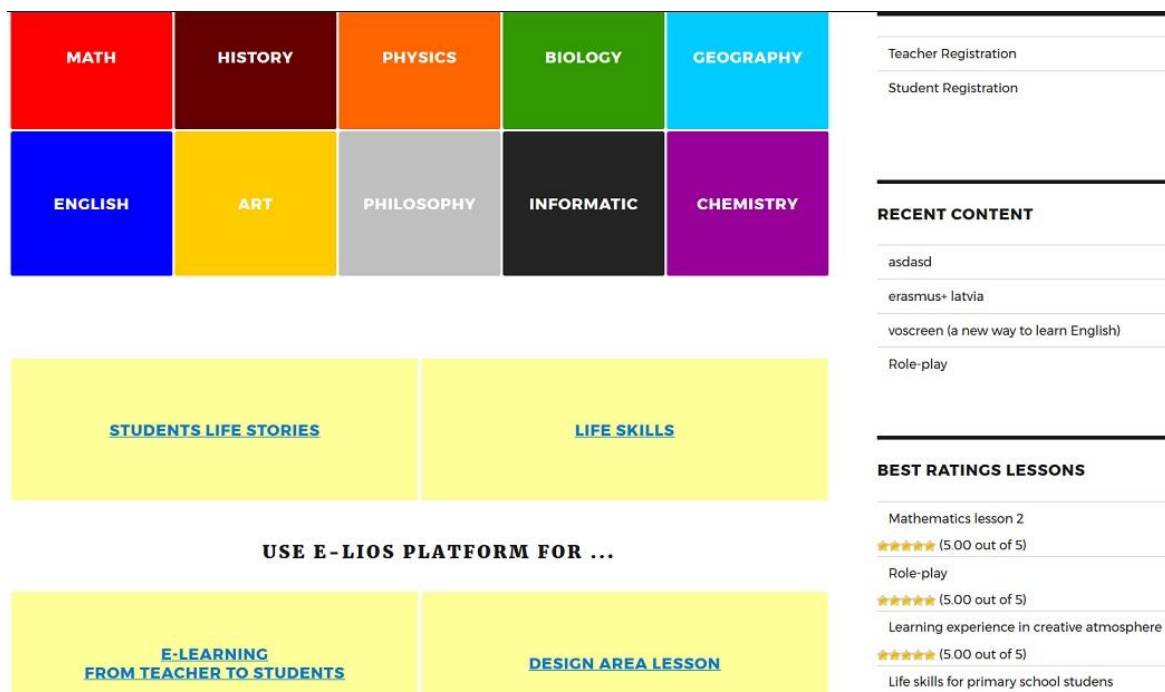 MATH
HISTORY
PHYSICS
BIOLOGY
GEOGRAPHY
ENGLISH
ART
PHILOSOPHY
INFORMATIC
CHEMISTRY
STUDENTS LIFE STORIES
LIFE SKILLS
USE E-LIOS PLATFORM FOR ...
E-LEARNING
FROM TEACHER TO STUDENTS
DESIGN AREA LESSON
Teacher Registration
Student Registration
RECENT CONTENT
asdasd
erasmus+ latvia
voscreen (a new way to learn English)
Role-play
BEST RATINGS LESSONS
Mathematics lesson 2
(5.00 out of 5)
Role-play
(5.00 out of 5)
Learning experience in creative atmosphere
(5.00 out of 5)
Life skills for primary school studens